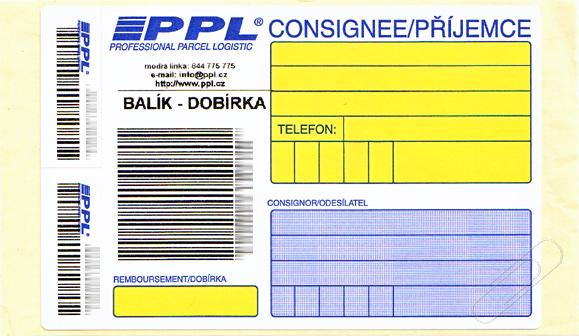 PPL
PPL® CONSIGNEE/PŘÍJEMCE
PROFESSIONAL PARCEL LOGISTIC
modrá linka: 844 775 775
e-mail: info@ppl.cz
http://www.ppl.cz
BALÍK - DOBÍRKA
TELEFON:
PPL
CONSIGNOR/ODESÍLATEL
REMBOURSEMENT/DOBÍRKA